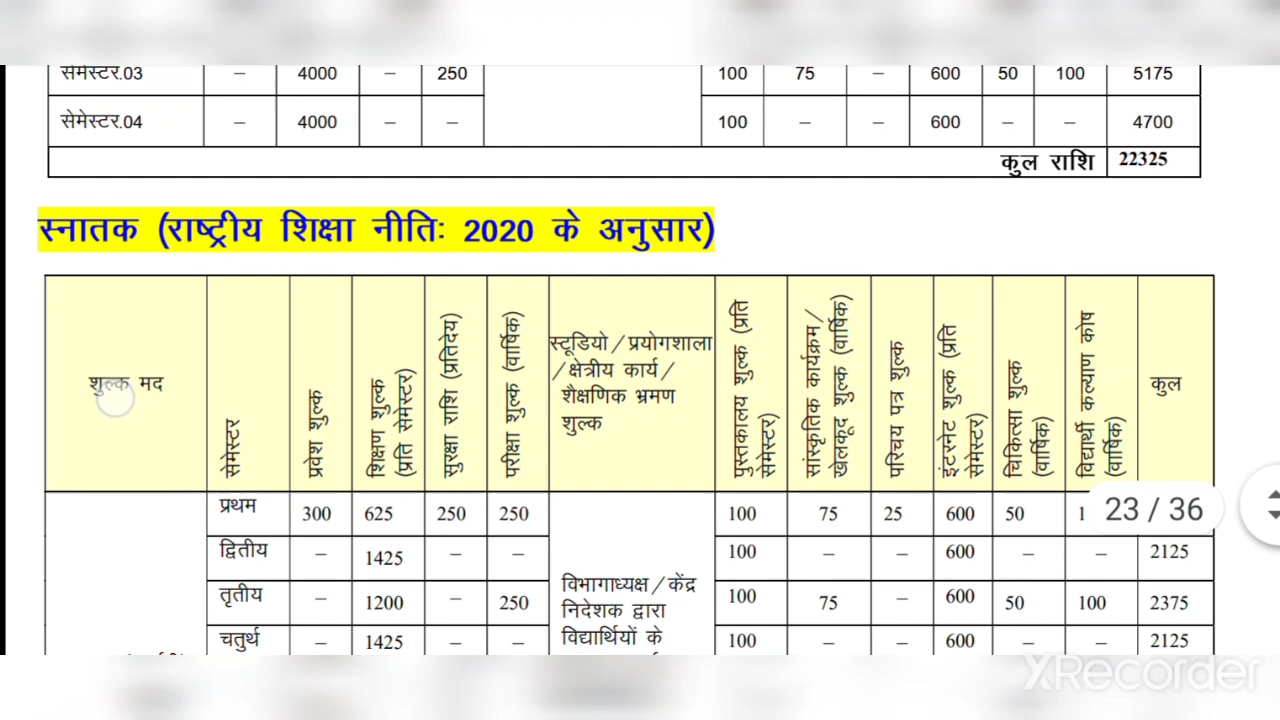 सेमेस्टर.03 – 4000 – 250 100 75 – 600 50 100 5175
सेमेस्टर.04 – 4000 – – 100 – – 600 – – 4700
कुल राशि 22325
स्नातक (राष्ट्रीय शिक्षा नीतिः 2020 के अनुसार)
शुल्क मद
सेमेस्टर
प्रवेश शुल्क
शिक्षण शुल्क
(प्रति सेमेस्टर)
सुरक्षा राशि (प्रतिदेय)
परीक्षा शुल्क (वार्षिक)
स्टूडियो/प्रयोगशाला
/क्षेत्रीय कार्य/
शैक्षणिक भ्रमण
शुल्क
पुस्तकालय शुल्क (प्रति
सेमेस्टर)
सांस्कृतिक कार्यक्रम/
खेलकूद शुल्क (वार्षिक)
परिचय पत्र शुल्क
इंटरनेट शुल्क (प्रति
सेमेस्टर)
चिकित्सा शुल्क
(वार्षिक)
विद्यार्थी कल्याण कोष
(वार्षिक)
कुल
प्रथम 300 625 250 250 100 75 25 600 50
23 / 36
द्वितीय – 1425 – – 100 – – 600 – – 2125
तृतीय – 1200 – 250 100 75 – 600 50 100 2375
चतुर्थ – 1425 – – 100 – – 600 – – 2125
विभागाध्यक्ष/केंद्र
निदेशक द्वारा
विद्यार्थियों के
XRecorder